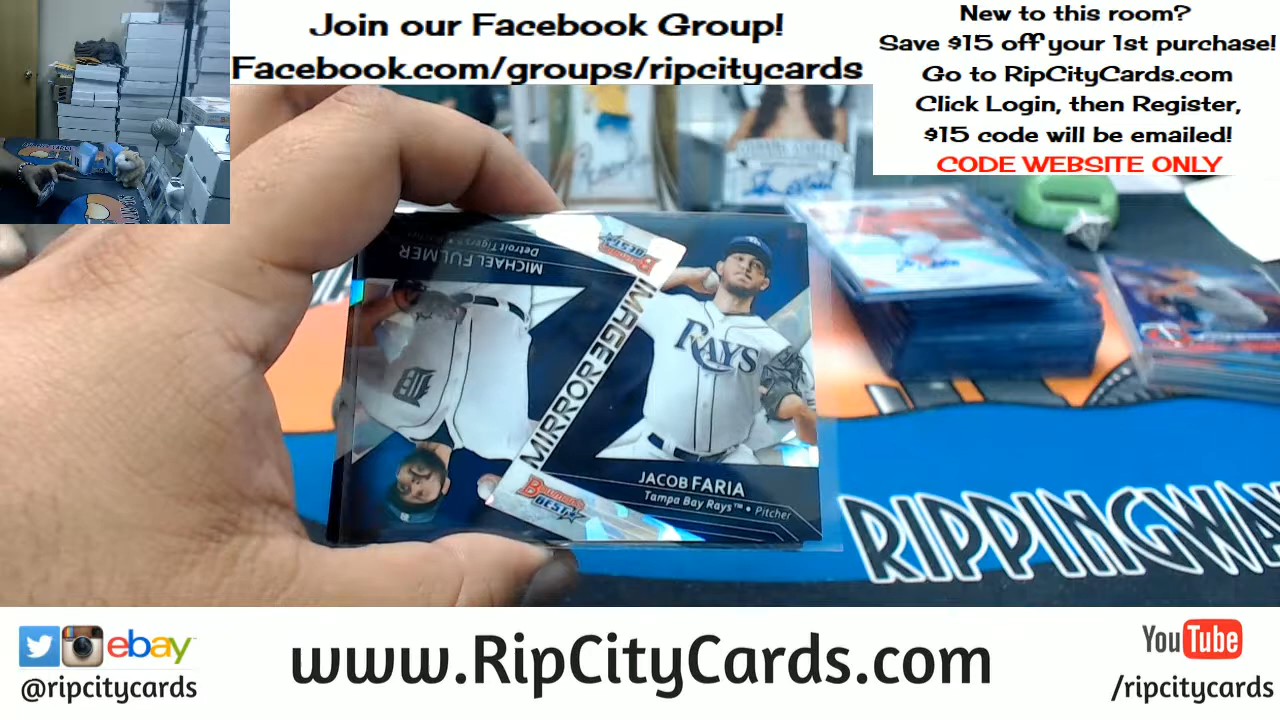 Join our Facebook Group!
Facebook.com/groups/ripcitycards
New to this room?
Save $15 off your 1st purchase!
Go to RipCityCards.com
Click Login, then Register,
$15 code will be emailed!
CODE WEBSITE ONLY
MICHAEL FULMER
Detroit Tigers
Bowman's
BEST
MIRROR IMAGE
RAYS
JACOB FARIA
Tampa Bay Rays™ • Pitcher
Bowman's
BEST
RIPPINGWA
ebay™
@ripcitycards
www.RipCityCards.com
YouTube
/ripcitycards